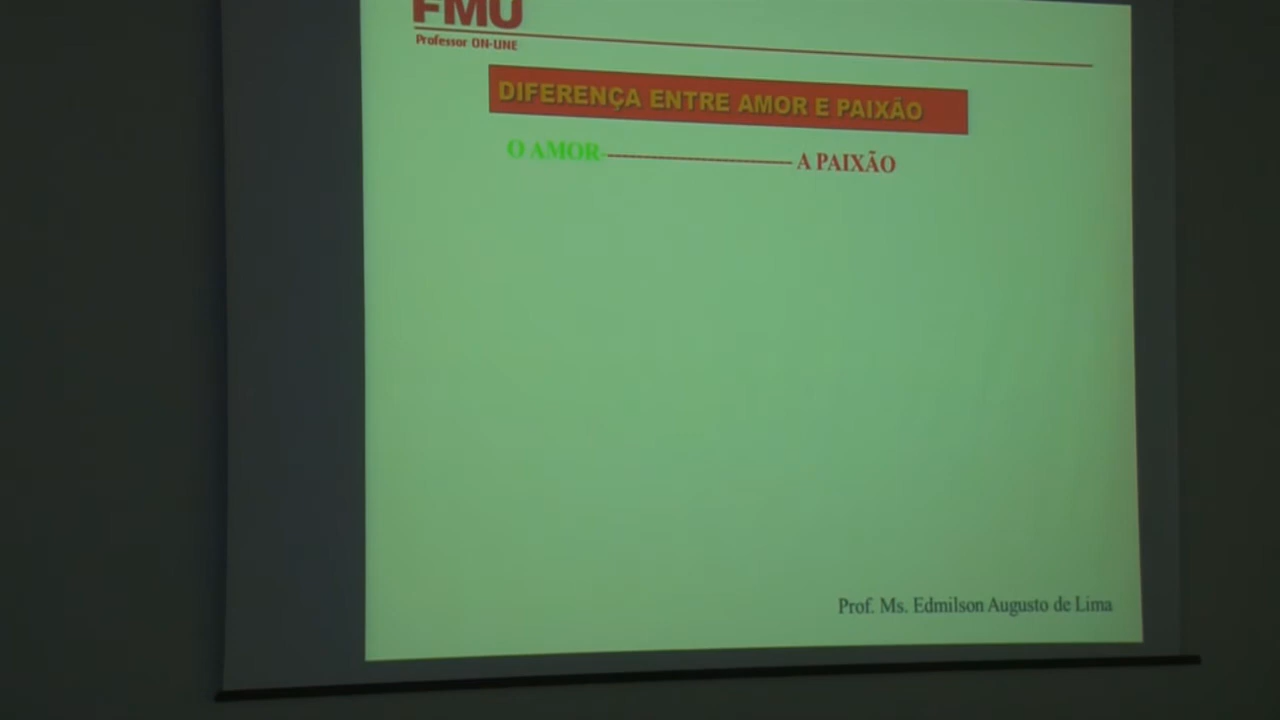 FMU
Professor ON-LINE
DIFERENÇA ENTRE AMOR E PAIXÃO
O AMOR---------------------- A PAIXÃO
Prof. Ms. Edmilson Augusto de Lima